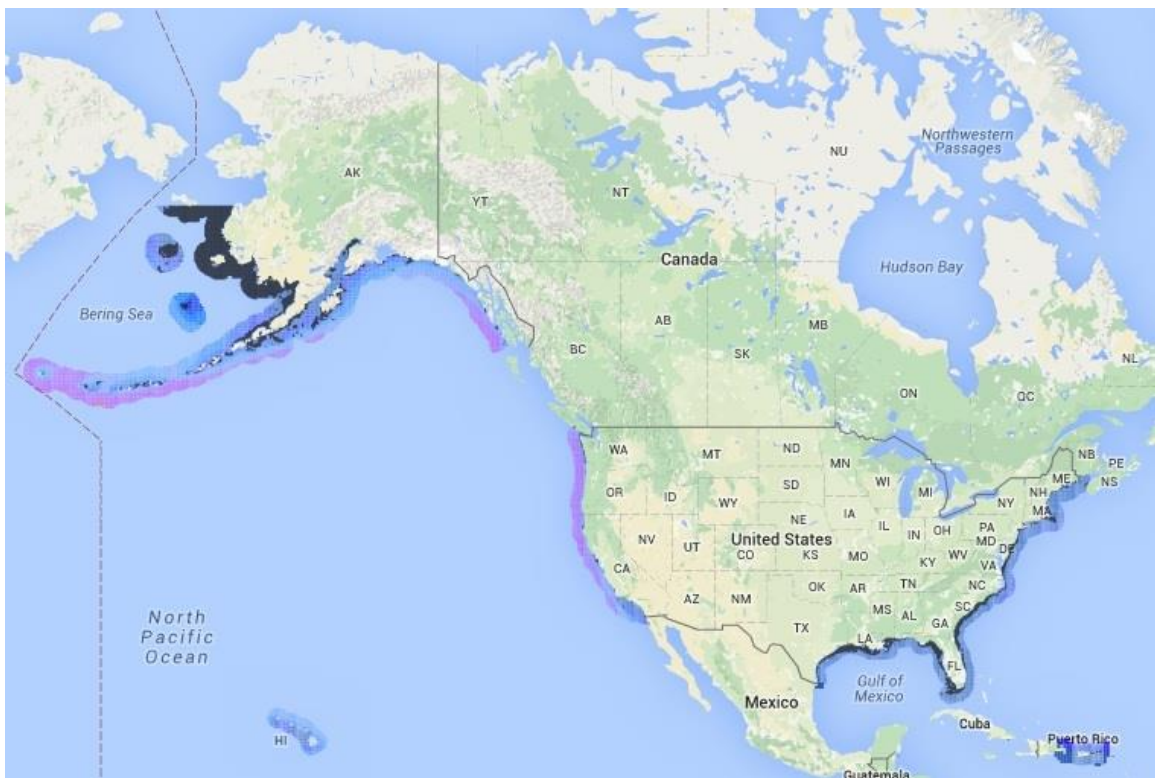 NU
Northwestern
Passages
AK
YT
NT
Canada
Hudson Bay
Bering Sea
AB
MB
BC
SK
NL
ON
QC
WA
MT
ND
MN
NB
PE
NS
ME
OR
ID
WY
SD
WI
MI
NY
NH
MA
NE
IA
IL
IN
OH
PA
MD
DE
NV
UT
CO
United States
KS
MO
KY
WV
VA
CA
AZ
NM
OK
AR
TN
NC
MS
AL
SC
GA
TX
LA
FL
North
Pacific
Ocean
Gulf of
Mexico
Mexico
HI
Cuba
Puerto Rico
Guatemala